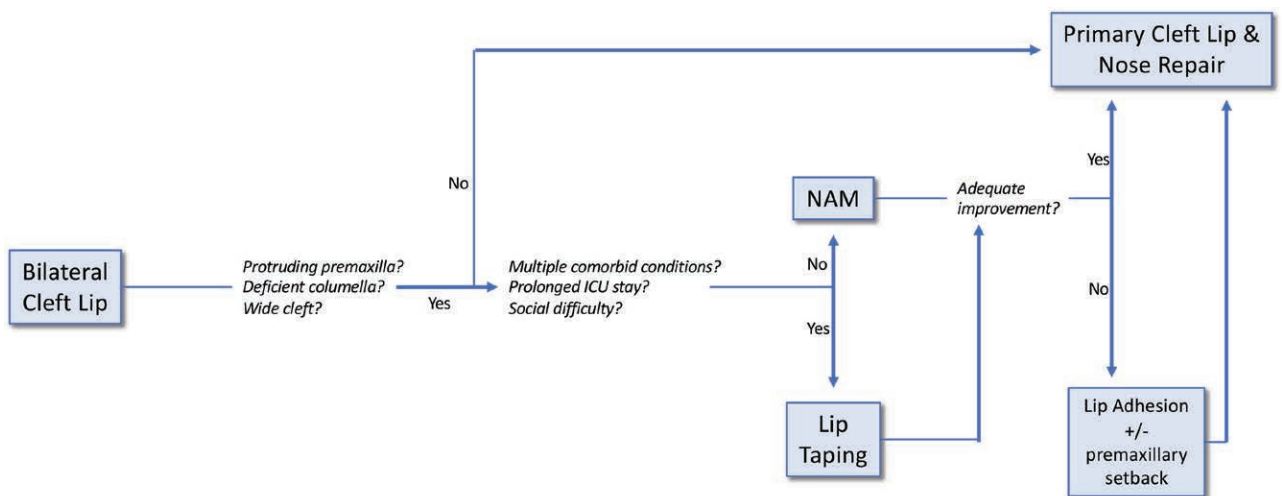 Primary Cleft Lip &
Nose Repair
No
Yes
NAM
Adequate
improvement?
Bilateral
Cleft Lip
Protruding premaxilla?
Deficient columella?
Wide cleft?
Yes
Multiple comorbid conditions?
Prolonged ICU stay?
Social difficulty?
No
Yes
No
Lip
Taping
Lip Adhesion
+/-
premaxillary
setback